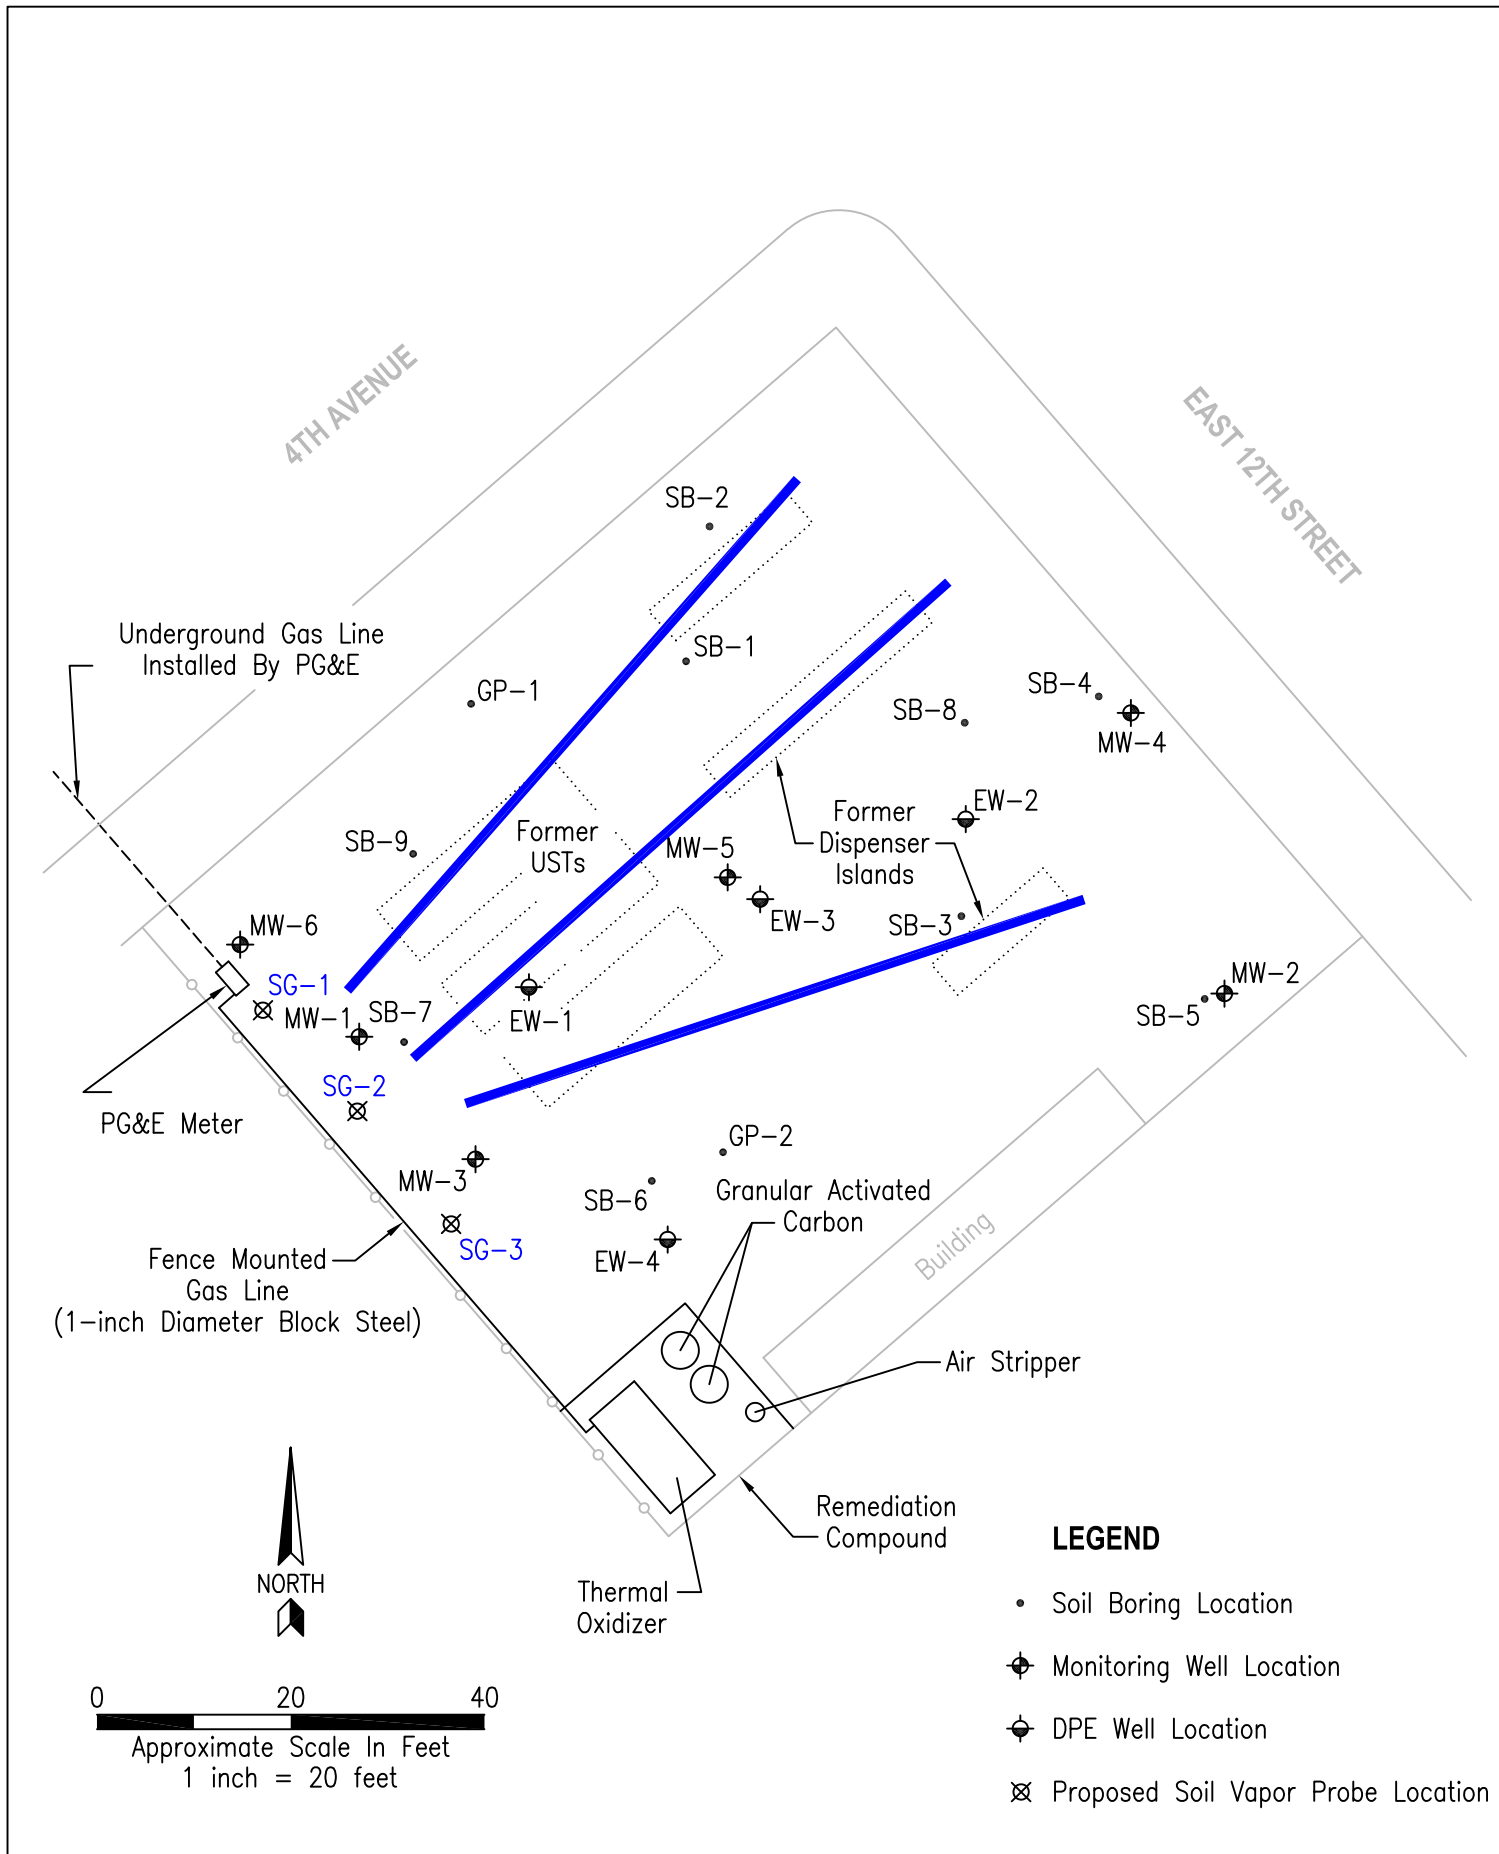 4TH AVENUE
EAST 12TH STREET
SB-2
SB-1
Underground Gas Line
Installed By PG&E
GP-1
SB-4
SB-8
MW-4
EW-2
Former
Dispenser
Islands
Former
USTs
SB-9
MW-5
EW-3
SB-3
MW-6
SG-1
MW-1
SB-7
EW-1
MW-2
SB-5
SG-2
PG&E Meter
MW-3
GP-2
SB-6
Granular Activated
Carbon
SG-3
EW-4
Building
Fence Mounted
Gas Line
(1-inch Diameter Block Steel)
Air Stripper
Remediation
Compound
Thermal
Oxidizer
NORTH
0 20 40
Approximate Scale In Feet
1 inch = 20 feet
LEGEND
Soil Boring Location
Monitoring Well Location
DPE Well Location
Proposed Soil Vapor Probe Location